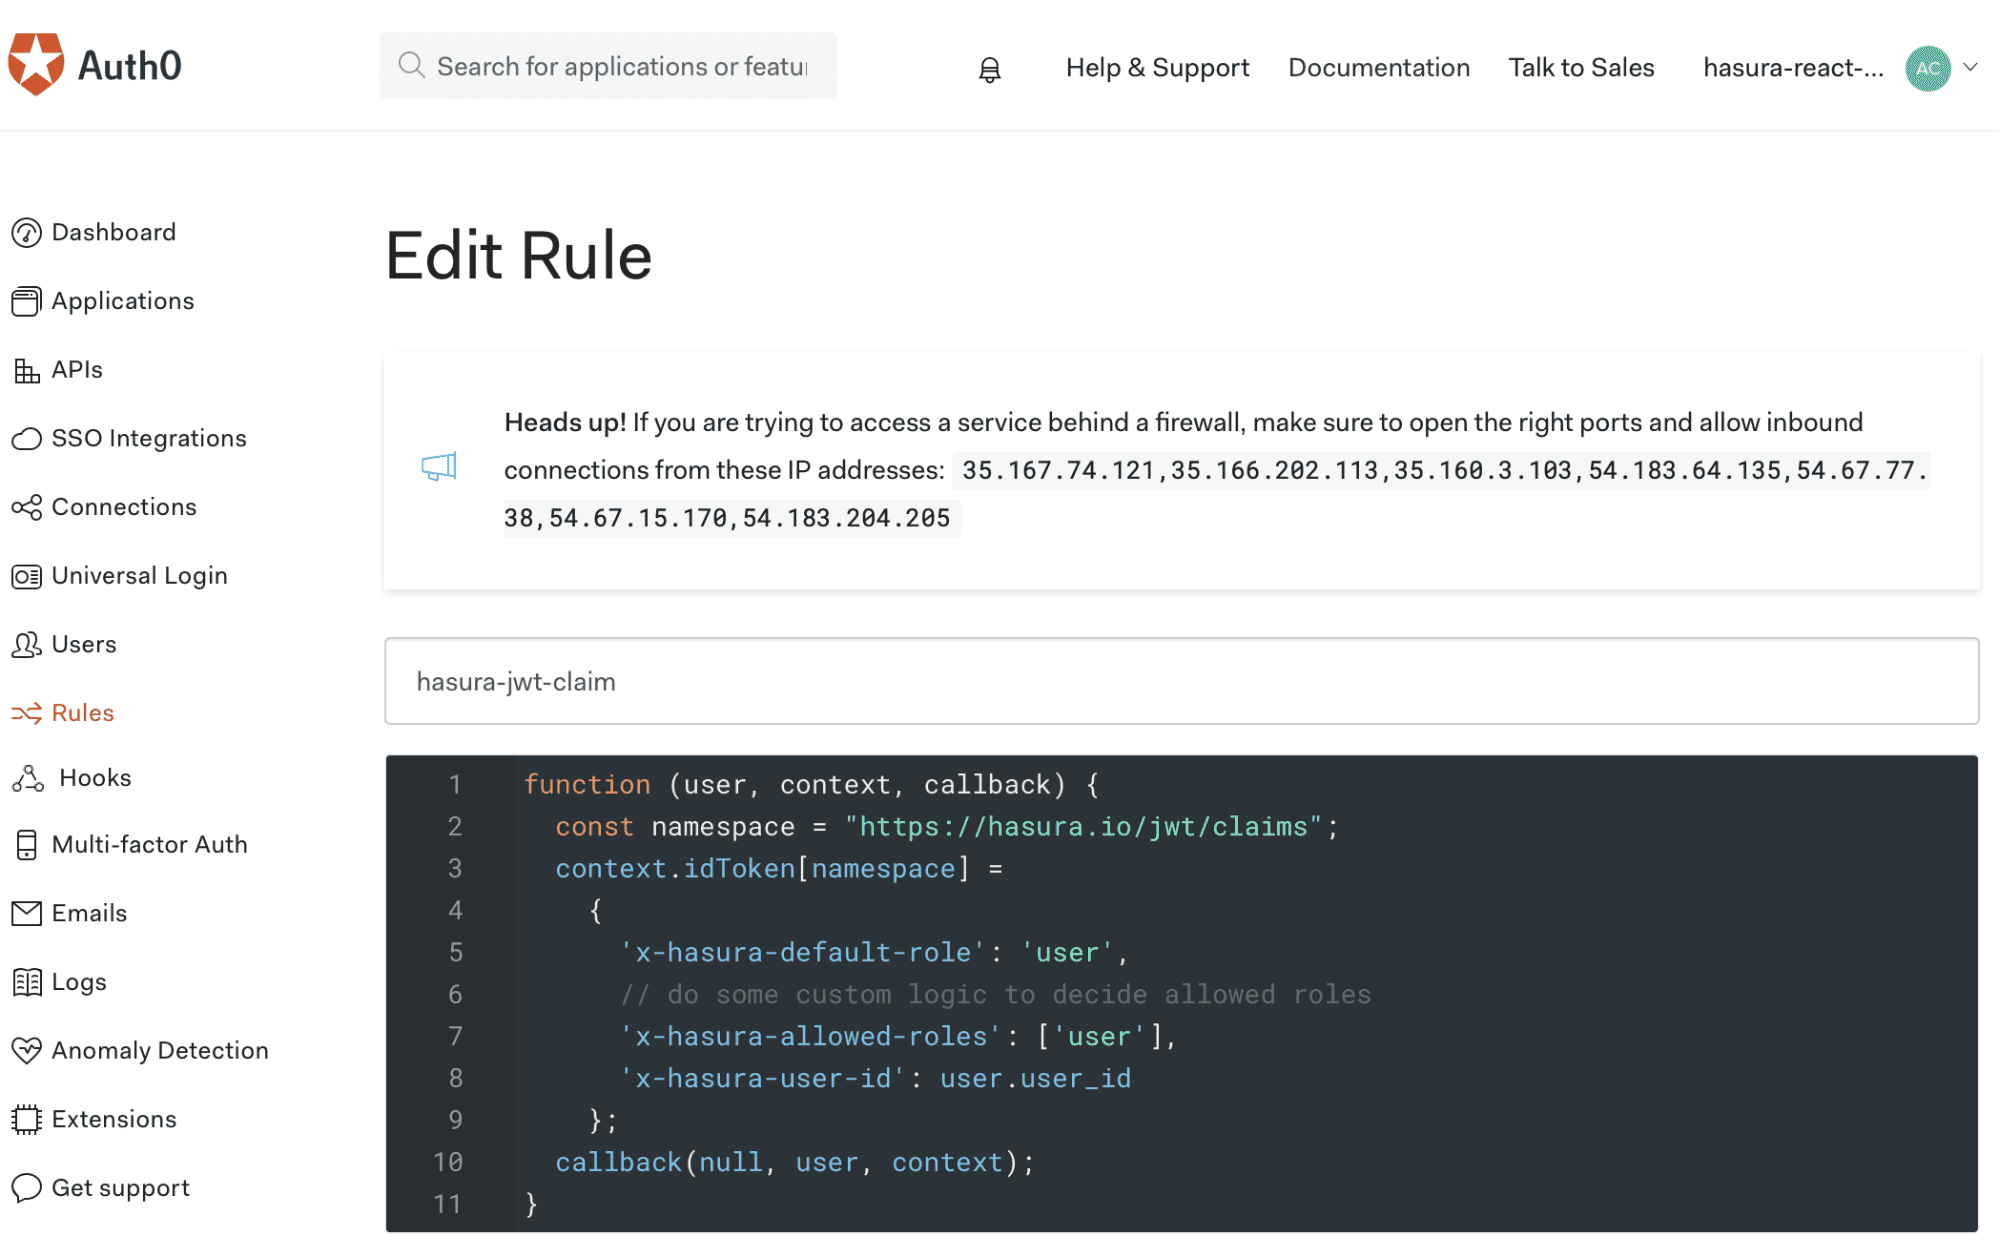 Auth0
Search for applications or featu
Help & Support
Documentation
Talk to Sales
hasura-react-...
AC
Dashboard
Applications
APIs
SSO Integrations
Connections
Universal Login
Users
Rules
Hooks
Multi-factor Auth
Emails
Logs
Anomaly Detection
Extensions
Get support
Edit Rule
Heads up! If you are trying to access a service behind a firewall, make sure to open the right ports and allow inbound
connections from these IP addresses: 35.167.74.121,35.166.202.113,35.160.3.103,54.183.64.135,54.67.77.
38,54.67.15.170,54.183.204.205
hasura-jwt-claim
1 function (user, context, callback) {
2 const namespace = "https://hasura.io/jwt/claims";
3 context.idToken[namespace] =
4 {
5 'x-hasura-default-role': 'user',
6 // do some custom logic to decide allowed roles
7 'x-hasura-allowed-roles': ['user'],
8 'x-hasura-user-id': user.user_id
9 };
10 callback(null, user, context);
11 }